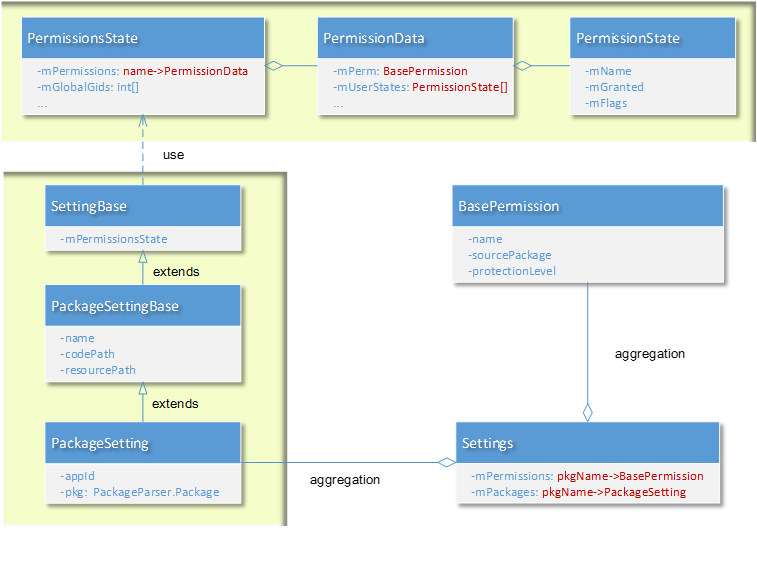 PermissionsState
-mPermissions: name->PermissionData
-mGlobalGids: int[]
...
PermissionData
-mPerm: BasePermission
-mUserStates: PermissionState[]
...
PermissionState
-mName
-mGranted
-mFlags
use
SettingBase
-mPermissionsState
extends
PackageSettingBase
-name
-codePath
-resourcePath
extends
PackageSetting
-appId
-pkg: PackageParser.Package
aggregation
BasePermission
-name
-sourcePackage
-protectionLevel
aggregation
Settings
-mPermissions: pkgName->BasePermission
-mPackages: pkgName->PackageSetting